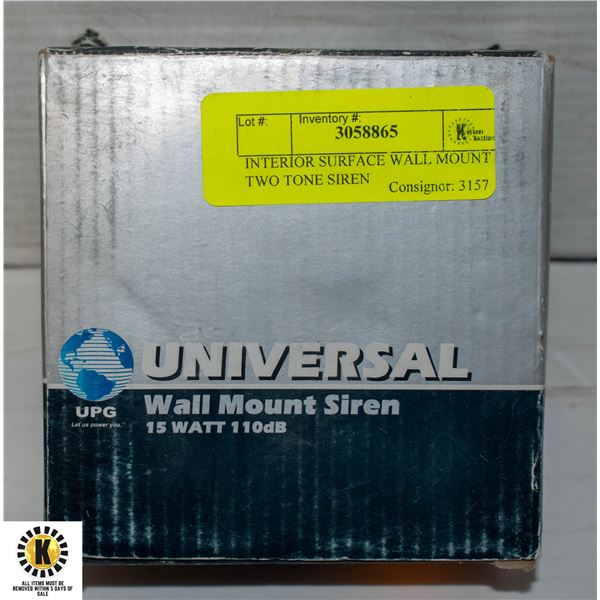 Lot #:
Inventory #:
3058865
K
Auctions
INTERIOR SURFACE WALL MOUNT
TWO TONE SIREN
Consignor: 3157
UNIVERSAL
UPG
Let us power you.
Wall Mount Siren
15 WATT 110dB
K
ALL ITEMS MUST BE
REMOVED WITHIN 5 DAYS OF
SALE